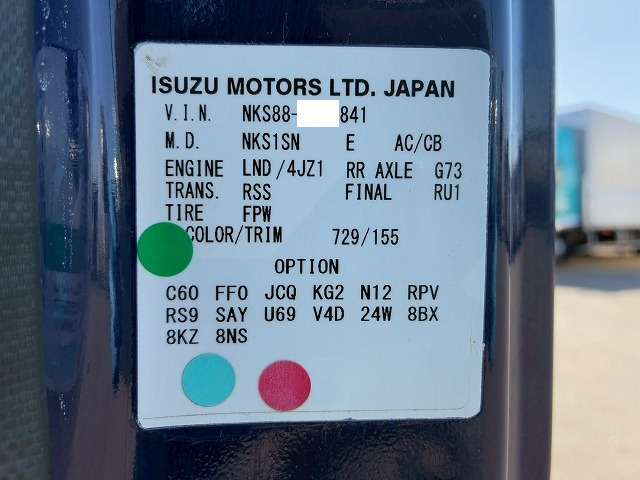 ISUZU MOTORS LTD. JAPAN
V.I.N. NKS88- 841
M.D. NKS1SN E AC/CB
ENGINE LND/4JZ1 RR AXLE G73
TRANS. RSS FINAL RU1
TIRE FPW
COLOR/TRIM 729/155
OPTION
C60 FF0 JCQ KG2 N12 RPV
RS9 SAY U69 V4D 24W 8BX
8KZ 8NS